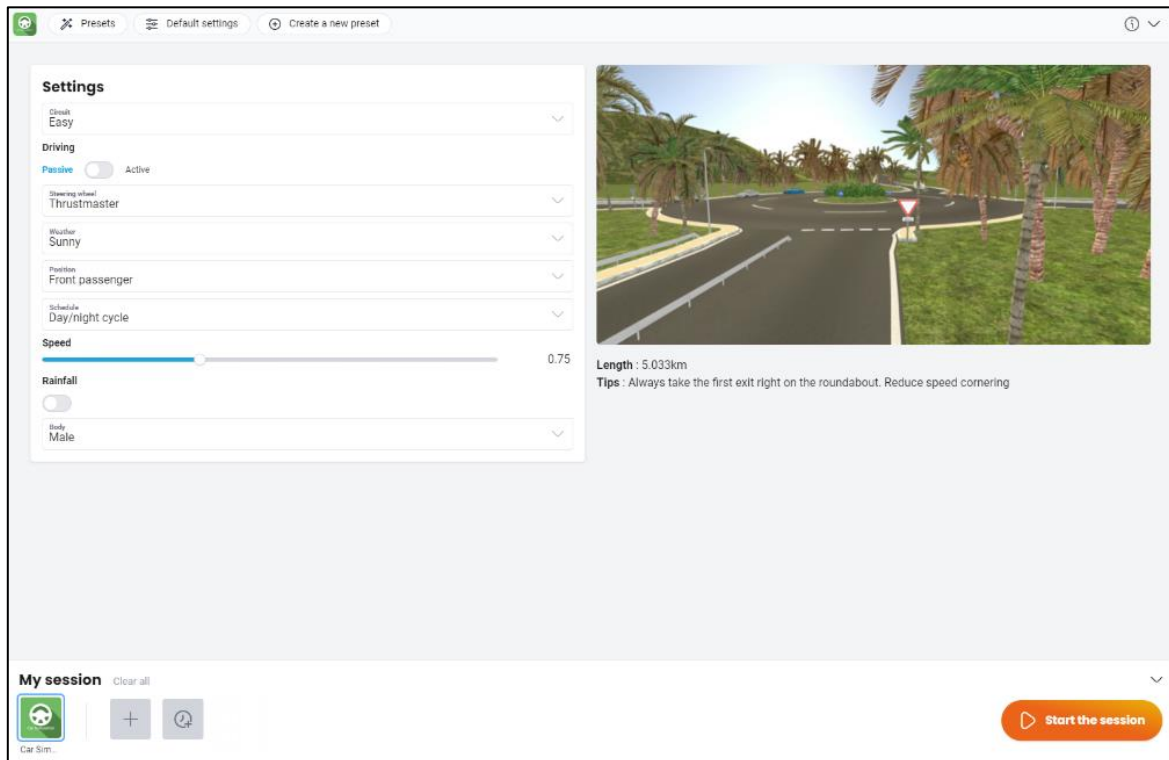 Presets
Default settings
Create a new preset
Settings
Circuit
Easy
Driving
Passive
Active
Steering wheel
Thrustmaster
Weather
Sunny
Position
Front passenger
Schedule
Day/night cycle
Speed
0.75
Rainfall
Body
Male
Length : 5.033km
Tips : Always take the first exit right on the roundabout. Reduce speed cornering
My session Clear all
Car Sim...
Start the session